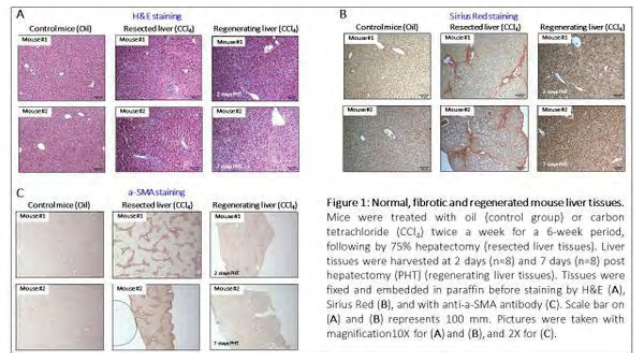 A
H&E staining
Control mice (Oil) Resected liver (CCl4) Regenerating liver (CCl4)
Mouse#1 Mouse#1 Mouse#1
2 days PHT
Mouse#2 Mouse#2 Mouse#2
7 days PHT
B
Sirius Red staining
Control mice (Oil) Resected liver (CCl4) Regenerating liver (CCl4)
Mouse#1 Mouse#1 Mouse#1
2 days PHT
Mouse#2 Mouse#2 Mouse#2
7 days PHT
C
a-SMA staining
Control mice (Oil) Resected liver (CCl4) Regenerating liver (CCl4)
Mouse#1 Mouse#1 Mouse#1
2 days PHT
Mouse#2 Mouse#2 Mouse#2
7 days PHT
Figure 1: Normal, fibrotic and regenerated mouse liver tissues.
Mice were treated with oil (control group) or carbon
tetrachloride (CCl4) twice a week for a 6-week period,
following by 75% hepatectomy (resected liver tissues). Liver
tissues were harvested at 2 days (n=8) and 7 days (n=8) post
hepatectomy (PHT) (regenerating liver tissues). Tissues were
fixed and embedded in paraffin before staining by H&E (A),
Sirius Red (B), and with anti-a-SMA antibody (C). Scale bar on
(A) and (B) represents 100 mm. Pictures were taken with
magnification10X for (A) and (B), and 2X for (C).